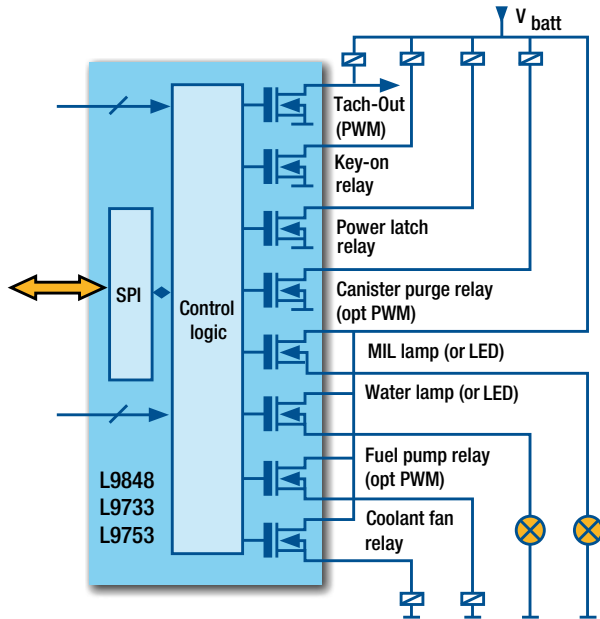 V batt
Tach-Out
(PWM)
Key-on
relay
Power latch
relay
SPI
Control
logic
Canister purge relay
(opt PWM)
MIL lamp (or LED)
Water lamp (or LED)
Fuel pump relay
(opt PWM)
Coolant fan
relay
L9848
L9733
L9753